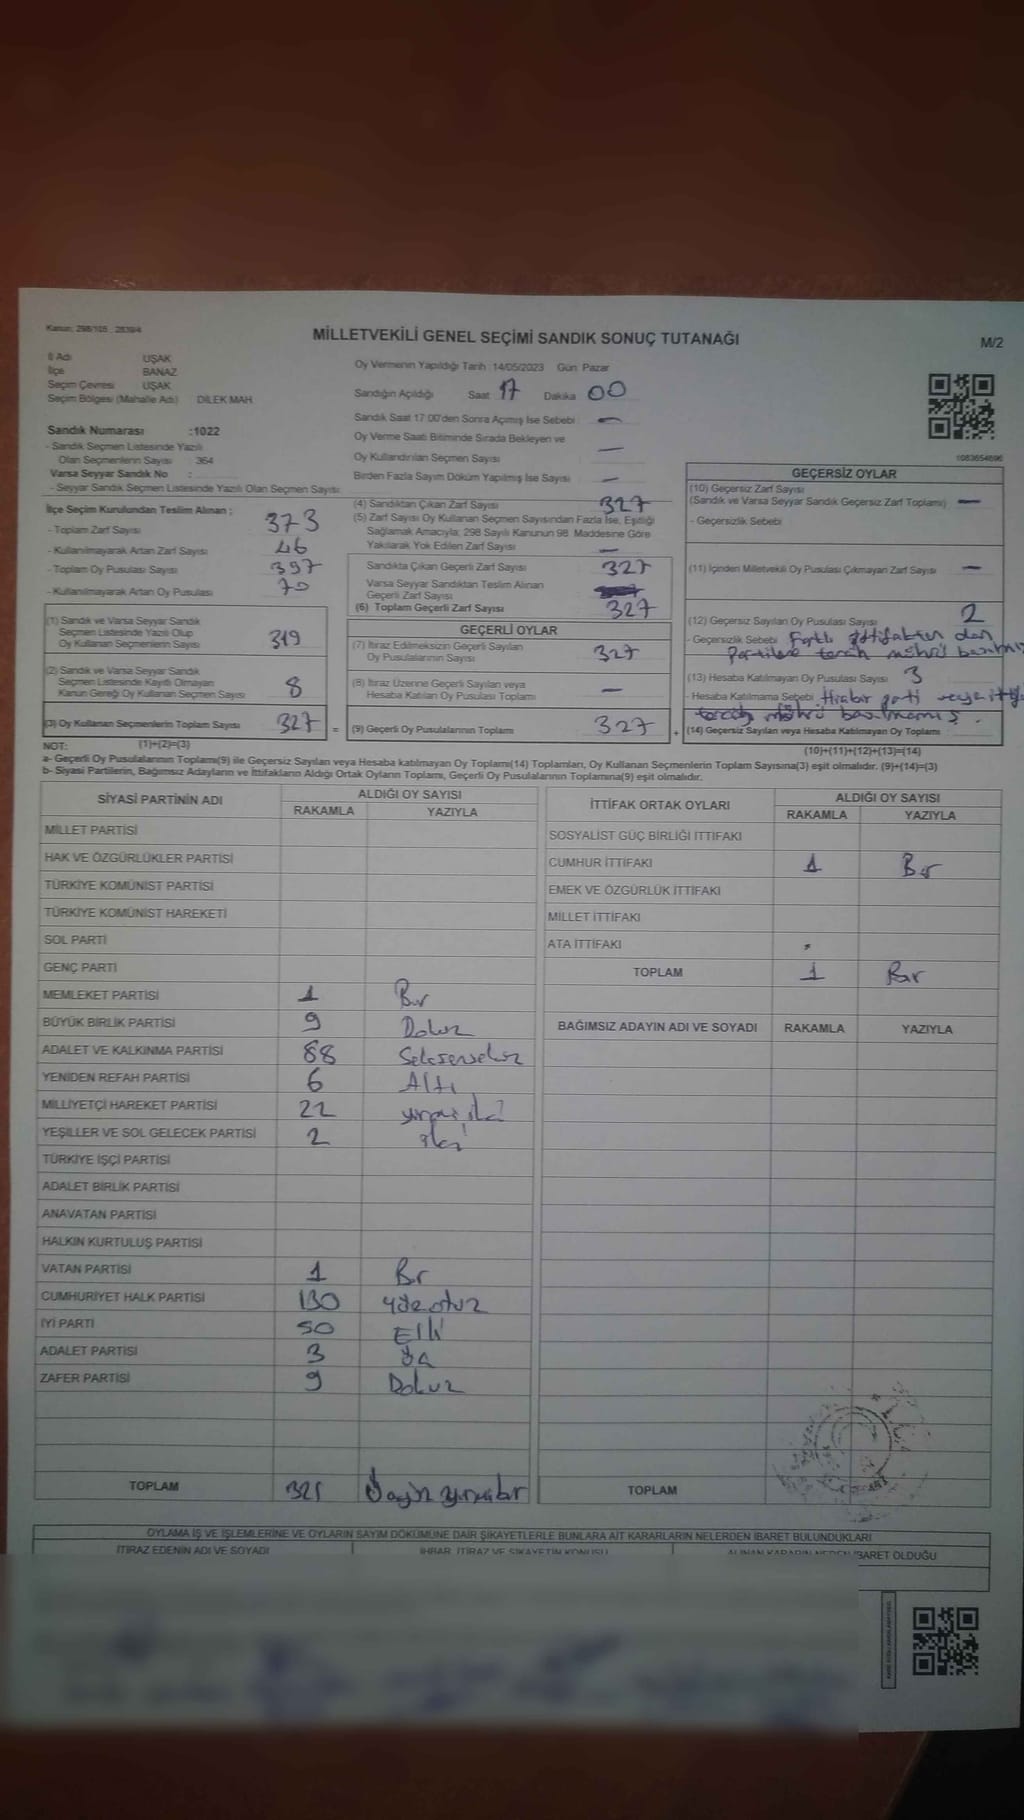 Kanun: 298/105 , 2839/4
MİLLETVEKİLİ GENEL SEÇİMİ SANDIK SONUÇ TUTANAĞI
M/2
İl Adı UŞAK
İlçe BANAZ
Seçim Çevresi UŞAK
Seçim Bölgesi (Mahalle Adı) DİLEK MAH.
Sandık Numarası :1022
- Sandık Seçmen Listesinde Yazılı
Olan Seçmenlerin Sayısı : 364
Varsa Seyyar Sandık No :
- Seyyar Sandık Seçmen Listesinde Yazılı Olan Seçmen Sayısı:
Oy Vermenin Yapıldığı Tarih :14/05/2023 Gün: Pazar
Sandığın Açıldığı Saat 17 Dakika 00
Sandık Saat 17:00'den Sonra Açılmış İse Sebebi : —
Oy Verme Saati Bitiminde Sırada Bekleyen ve
Oy Kullandırılan Seçmen Sayısı —
Birden Fazla Sayım Döküm Yapılmış İse Sayısı : —
1083654696
İlçe Seçim Kurulundan Teslim Alınan ;
- Toplam Zarf Sayısı 373
- Kullanılmayarak Artan Zarf Sayısı 46
- Toplam Oy Pusulası Sayısı 397
- Kullanılmayarak Artan Oy Pusulası 70
(4) Sandıktan Çıkan Zarf Sayısı 327
(5) Zarf Sayısı Oy Kullanan Seçmen Sayısından Fazla İse, Eşitliği
Sağlamak Amacıyla; 298 Sayılı Kanunun 98. Maddesine Göre
Yakılarak Yok Edilen Zarf Sayısı —
Sandıkta Çıkan Geçerli Zarf Sayısı 327
Varsa Seyyar Sandıktan Teslim Alınan
Geçerli Zarf Sayısı
(6) Toplam Geçerli Zarf Sayısı 327
GEÇERSİZ OYLAR
(10) Geçersiz Zarf Sayısı
(Sandık ve Varsa Seyyar Sandık Geçersiz Zarf Toplamı) —
- Geçersizlik Sebebi
(11) İçinden Milletvekili Oy Pusulası Çıkmayan Zarf Sayısı —
(12) Geçersiz Sayılan Oy Pusulası Sayısı 2
- Geçersizlik Sebebi Farklı ittifaktan olan
Partilere tercih mührü
(13) Hesaba Katılmayan Oy Pusulası Sayısı 3
- Hesaba Katılmama Sebebi Hiçbir parti veya
tercih mührü basılmamış.
(14) Geçersiz Sayılan veya Hesaba Katılmayan Oy Toplamı
(10)+(11)+(12)+(13)=(14)
(1) Sandık ve Varsa Seyyar Sandık
Seçmen Listesinde Yazılı Olup
Oy Kullanan Seçmenlerin Sayısı 319
(2) Sandık ve Varsa Seyyar Sandık
Seçmen Listesinde Kayıtlı Olmayan
Kanun Gereği Oy Kullanan Seçmen Sayısı 8
(3) Oy Kullanan Seçmenlerin Toplam Sayısı 327 =
(1)+(2)=(3)
GEÇERLİ OYLAR
(7) İtiraz Edilmeksizin Geçerli Sayılan
Oy Pusulalarının Sayısı 327
(8) İtiraz Üzerine Geçerli Sayılan veya
Hesaba Katılan Oy Pusulası Toplamı —
(9) Geçerli Oy Pusulalarının Toplamı 327 +
NOT:
a- Geçerli Oy Pusulalarının Toplamı(9) ile Geçersiz Sayılan veya Hesaba katılmayan Oy Toplamı(14) Toplamları, Oy Kullanan Seçmenlerin Toplam Sayısına(3) eşit olmalıdır. (9)+(14)=(3)
b- Siyasi Partilerin, Bağımsız Adayların ve İttifakların Aldığı Ortak Oyların Toplamı, Geçerli Oy Pusulalarının Toplamına(9) eşit olmalıdır.
SİYASİ PARTİNİN ADI ALDIĞI OY SAYISI
RAKAMLA YAZIYLA
MİLLET PARTİSİ
HAK VE ÖZGÜRLÜKLER PARTİSİ
TÜRKİYE KOMÜNİST PARTİSİ
TÜRKİYE KOMÜNİST HAREKETİ
SOL PARTİ
GENÇ PARTİ
MEMLEKET PARTİSİ 1 Bir
BÜYÜK BİRLİK PARTİSİ 9 Dokuz
ADALET VE KALKINMA PARTİSİ 88 Seksensekiz
YENİDEN REFAH PARTİSİ 6 Altı
MİLLİYETÇİ HAREKET PARTİSİ 22 yirmi iki
YEŞİLLER VE SOL GELECEK PARTİSİ 2 iki
TÜRKİYE İŞÇİ PARTİSİ
ADALET BİRLİK PARTİSİ
ANAVATAN PARTİSİ
HALKIN KURTULUŞ PARTİSİ
VATAN PARTİSİ 1 Bir
CUMHURİYET HALK PARTİSİ 130 yüzotuz
İYİ PARTİ 50 Elli
ADALET PARTİSİ 3 Üç
ZAFER PARTİSİ 9 Dokuz
TOPLAM 321
İTTİFAK ORTAK OYLARI ALDIĞI OY SAYISI
RAKAMLA YAZIYLA
SOSYALİST GÜÇ BİRLİĞİ İTTİFAKI
CUMHUR İTTİFAKI 1 Bir
EMEK VE ÖZGÜRLÜK İTTİFAKI
MİLLET İTTİFAKI
ATA İTTİFAKI
TOPLAM 1 Bir
BAĞIMSIZ ADAYIN ADI VE SOYADI RAKAMLA YAZIYLA
TOPLAM
OYLAMA İŞ VE İŞLEMLERİNE VE OYLARIN SAYIM DÖKÜMÜNE DAİR ŞİKAYETLERLE BUNLARA AİT KARARLARIN NELERDEN İBARET BULUNDUKLARI
İTİRAZ EDENİN ADI VE SOYADI İHBAR, İTİRAZ VE ŞİKAYETİN KONUSU ALINAN KARARIN NEDEN İBARET OLDUĞU